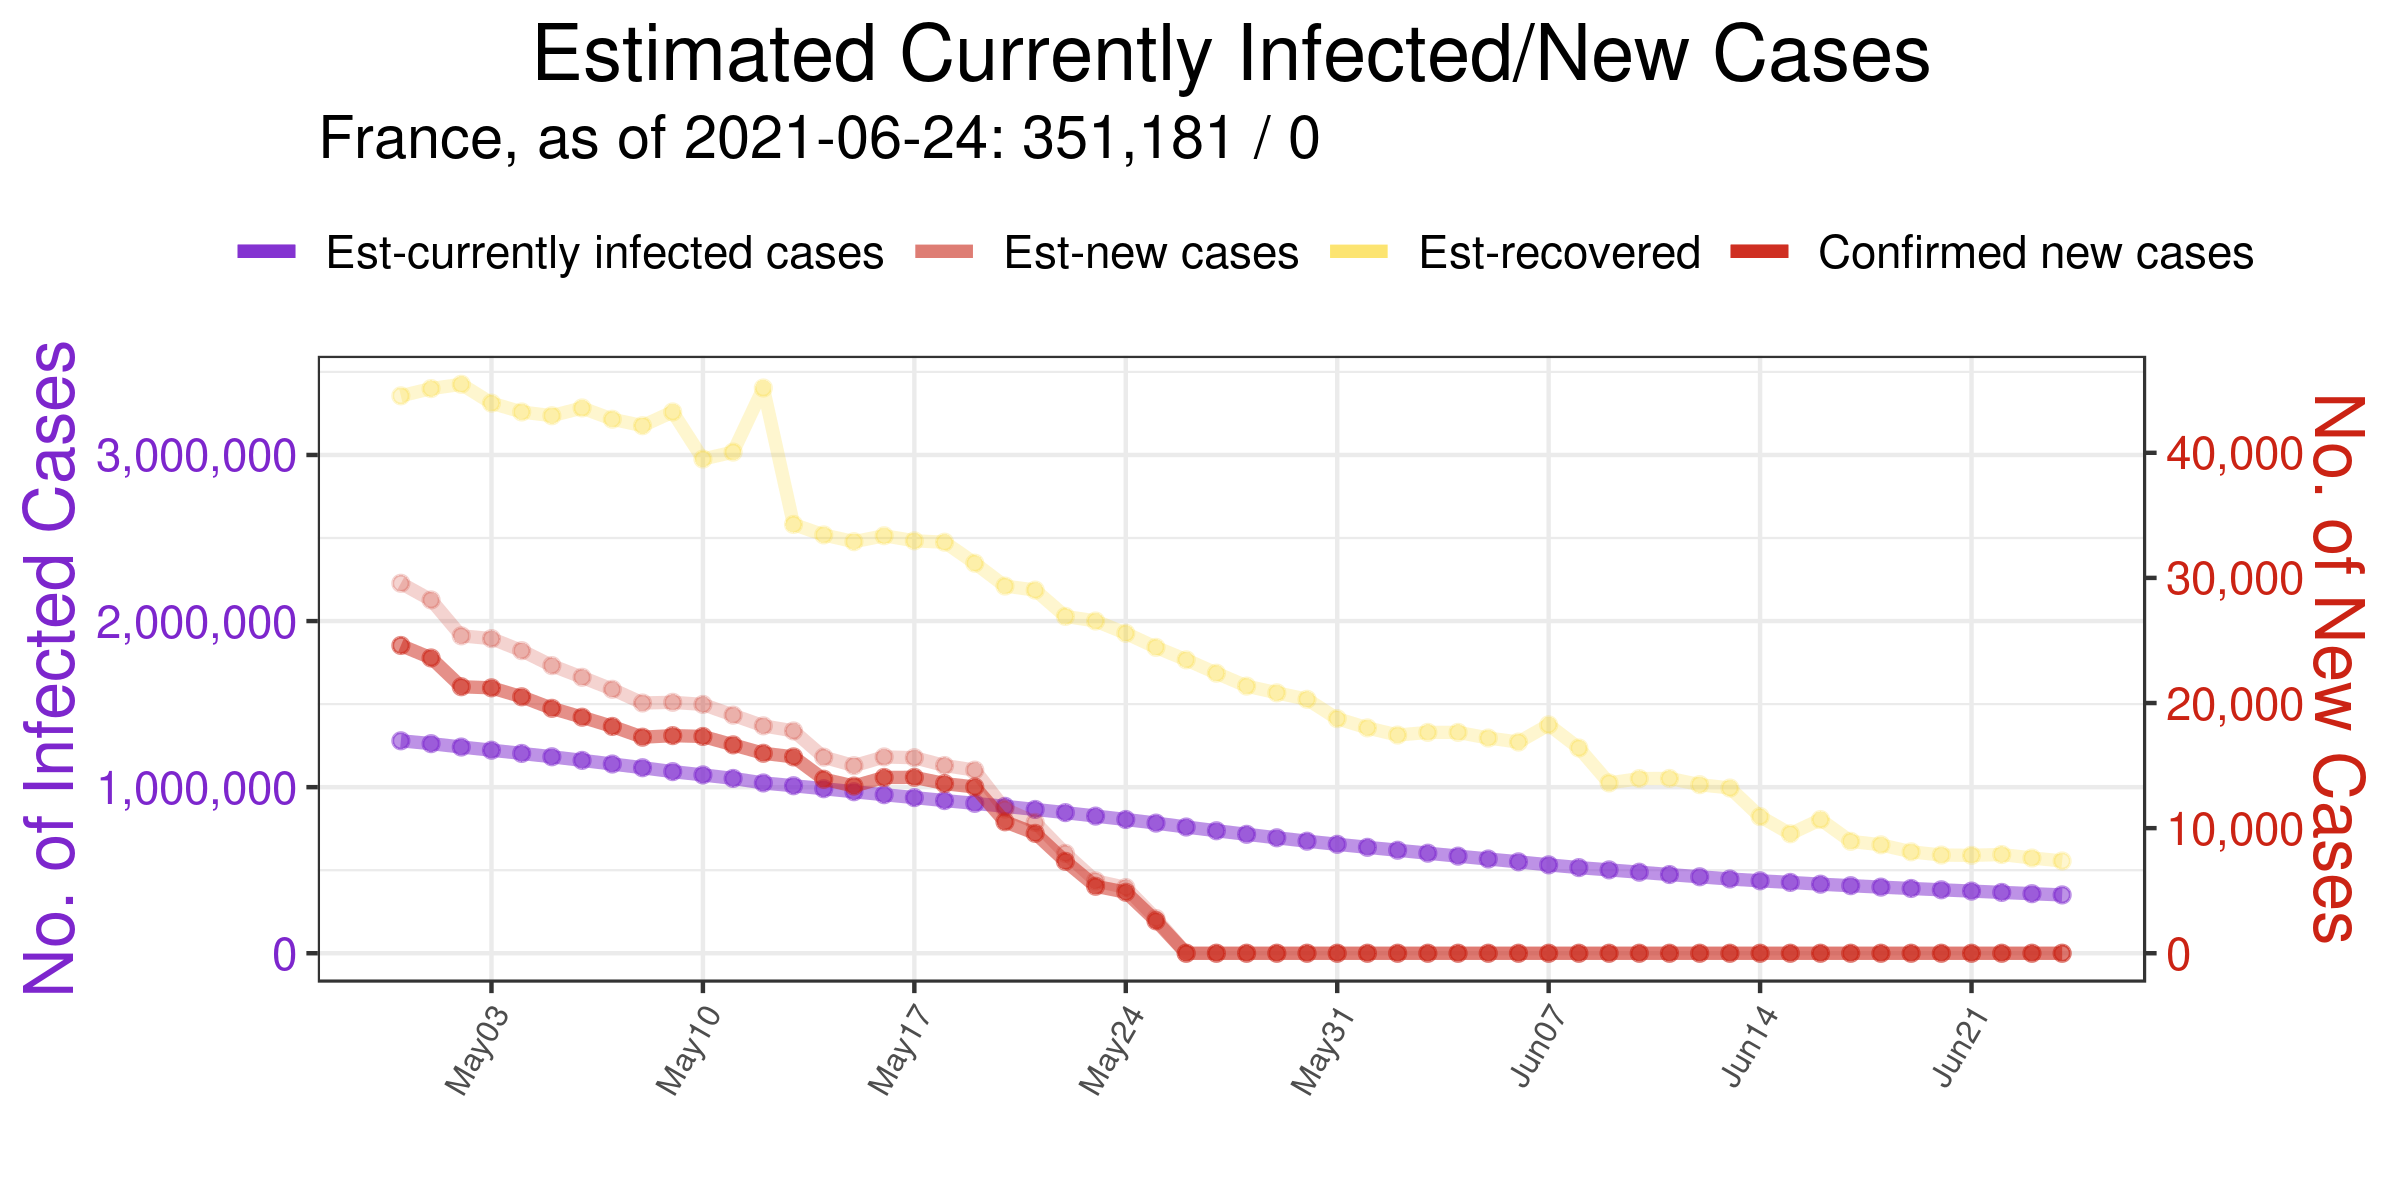 Estimated Currently Infected/New Cases
France, as of 2021-06-24: 351,181 / 0
Est-currently infected cases Est-new cases Est-recovered Confirmed new cases
No. of Infected Cases
3,000,000
2,000,000
1,000,000
0
40,000
30,000
20,000
10,000
0
No. of New Cases
May03 May10 May17 May24 May31 Jun07 Jun14 Jun21